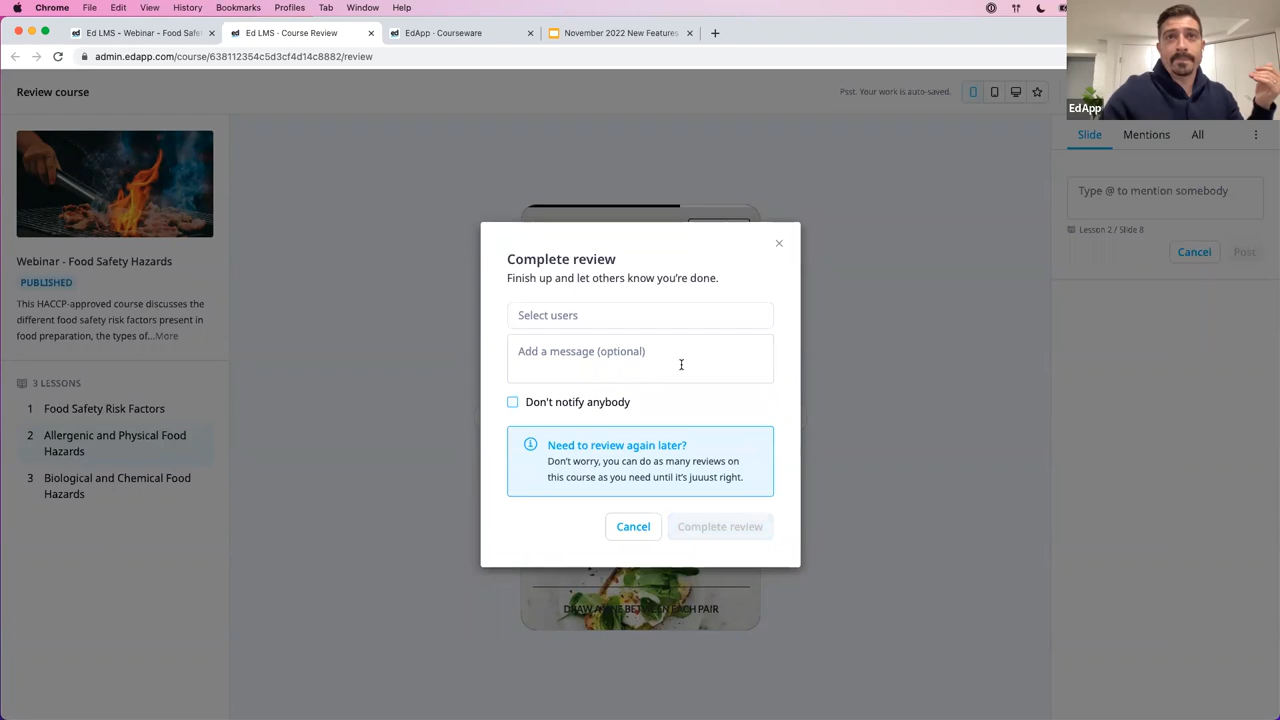 Chrome File Edit View History Bookmarks Profiles Tab Window Help
Ed LMS - Webinar - Food Safe
Ed LMS · Course Review
EdApp · Courseware
November 2022 New Features
admin.edapp.com/course/638112354c5d3cf4d14c8882/review
Review course
Psst. Your work is auto-saved.
EdApp
Slide Mentions All
Type @ to mention somebody
Lesson 2 / Slide 8
Cancel Post
Webinar - Food Safety Hazards
PUBLISHED
This HACCP-approved course discusses the
different food safety risk factors present in
food preparation, the types of...More
3 LESSONS
1 Food Safety Risk Factors
2 Allergenic and Physical Food
Hazards
3 Biological and Chemical Food
Hazards
Complete review
Finish up and let others know you're done.
Select users
Add a message (optional)
Don't notify anybody
Need to review again later?
Don't worry, you can do as many reviews on
this course as you need until it's juuust right.
Cancel Complete review
DRAW A LINE BETWEEN EACH PAIR